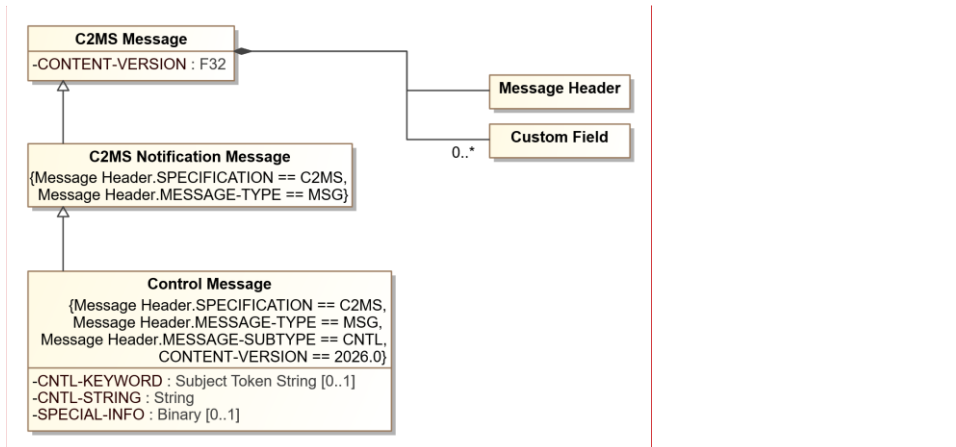 C2MS Message
-CONTENT-VERSION : F32
Message Header
Custom Field
0..*
C2MS Notification Message
{Message Header.SPECIFICATION == C2MS,
Message Header.MESSAGE-TYPE == MSG}
Control Message
{Message Header.SPECIFICATION == C2MS,
Message Header.MESSAGE-TYPE == MSG,
Message Header.MESSAGE-SUBTYPE == CNTL,
CONTENT-VERSION == 2026.0}
-CNTL-KEYWORD : Subject Token String [0..1]
-CNTL-STRING : String
-SPECIAL-INFO : Binary [0..1]